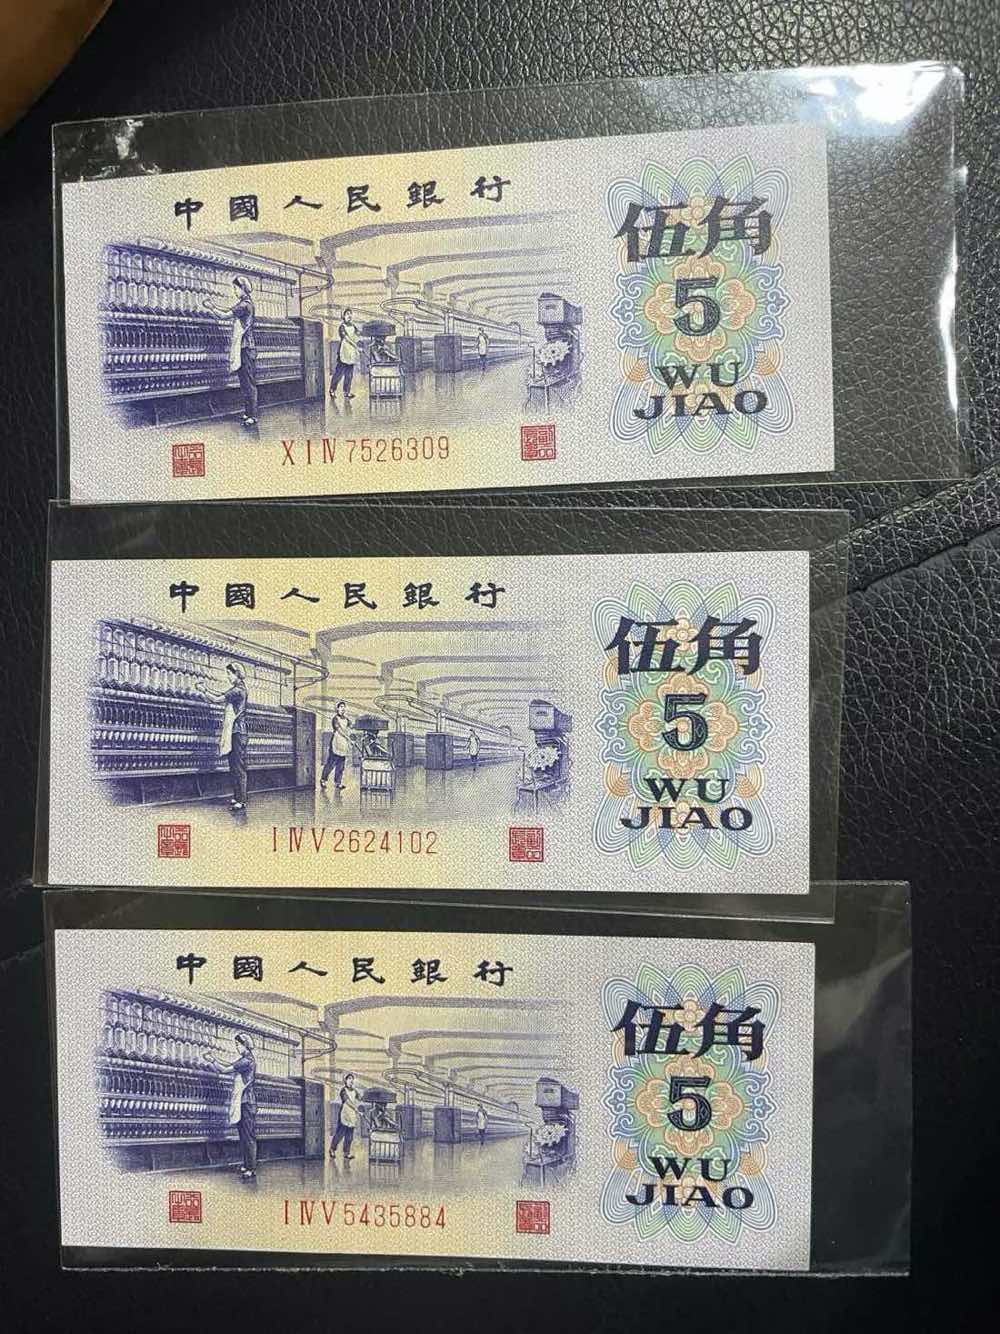 中國人民銀行
伍角
5
WU
JIAO
X I IV 7526309
中國人民銀行
伍角
5
WU
JIAO
I IV V 2624102
中國人民銀行
伍角
5
WU
JIAO
I IV V 5435884